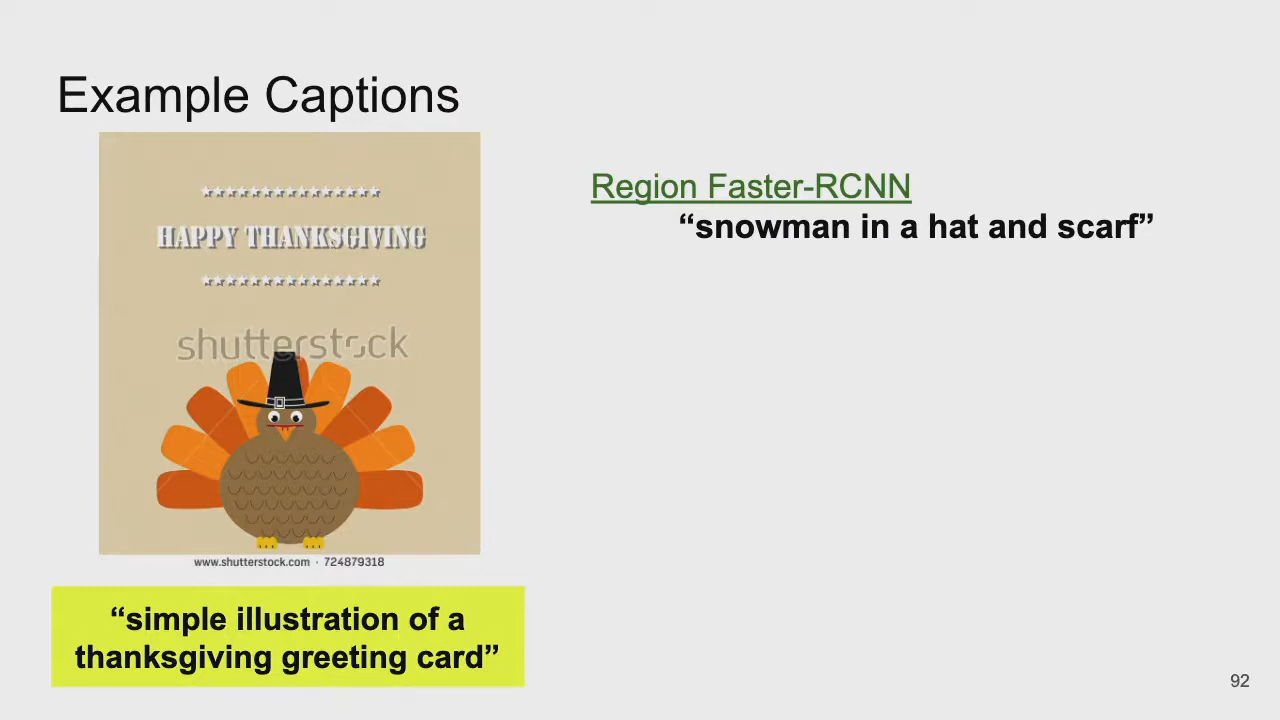 Example Captions
***************
HAPPY THANKSGIVING
***************
shutterstock
www.shutterstock.com · 724879318
“simple illustration of a
thanksgiving greeting card”
Region Faster-RCNN
“snowman in a hat and scarf”
92